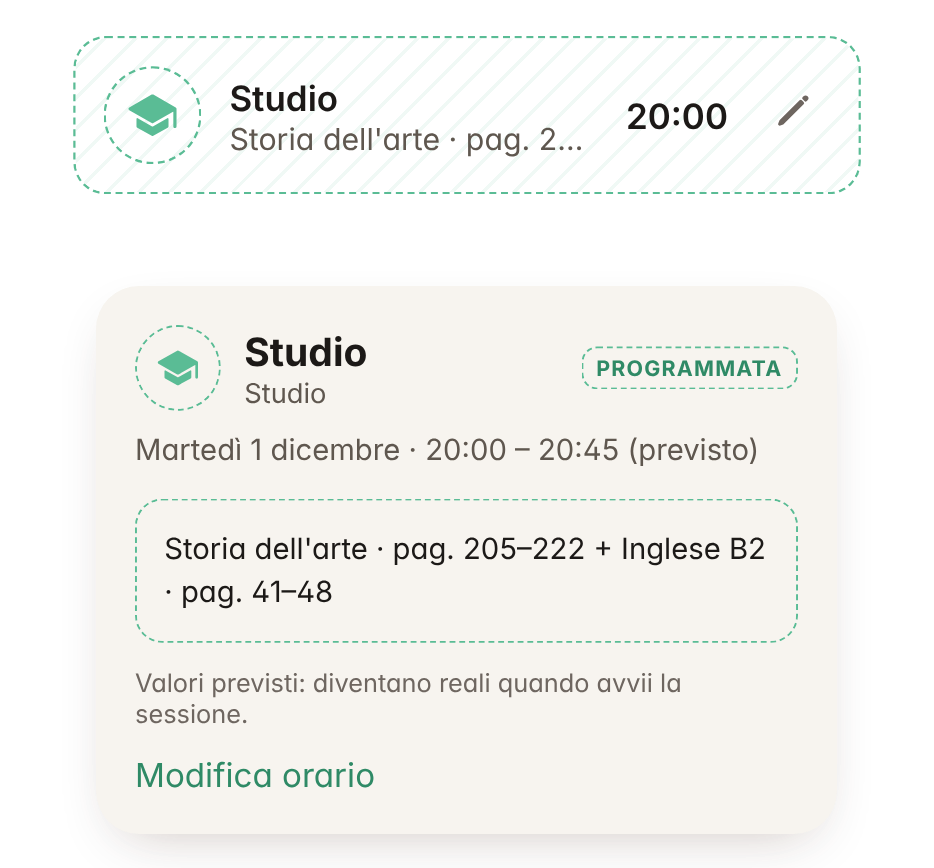 Studio
Storia dell'arte · pag. 2...
20:00
Studio
Studio
PROGRAMMATA
Martedì 1 dicembre · 20:00 – 20:45 (previsto)
Storia dell'arte · pag. 205–222 + Inglese B2
· pag. 41–48
Valori previsti: diventano reali quando avvii la
sessione.
Modifica orario